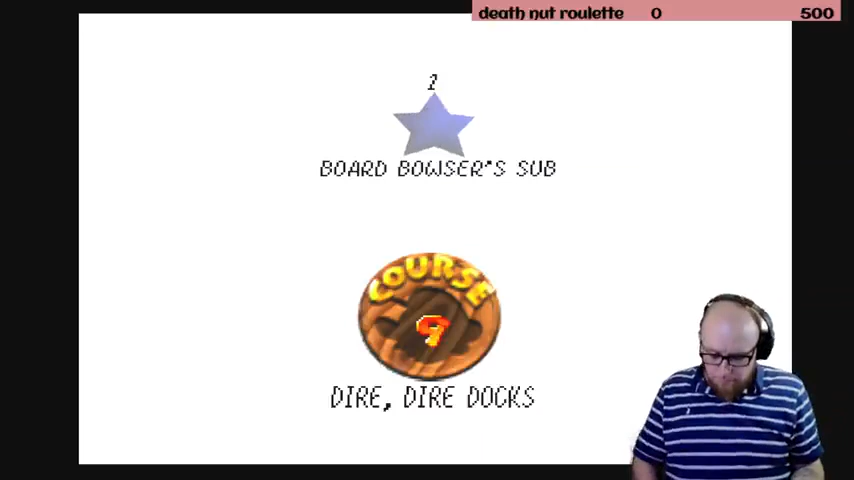 death nut roulette 0 500
1
BOARD BOWSER'S SUB
COURSE
9
DIRE, DIRE DOCKS